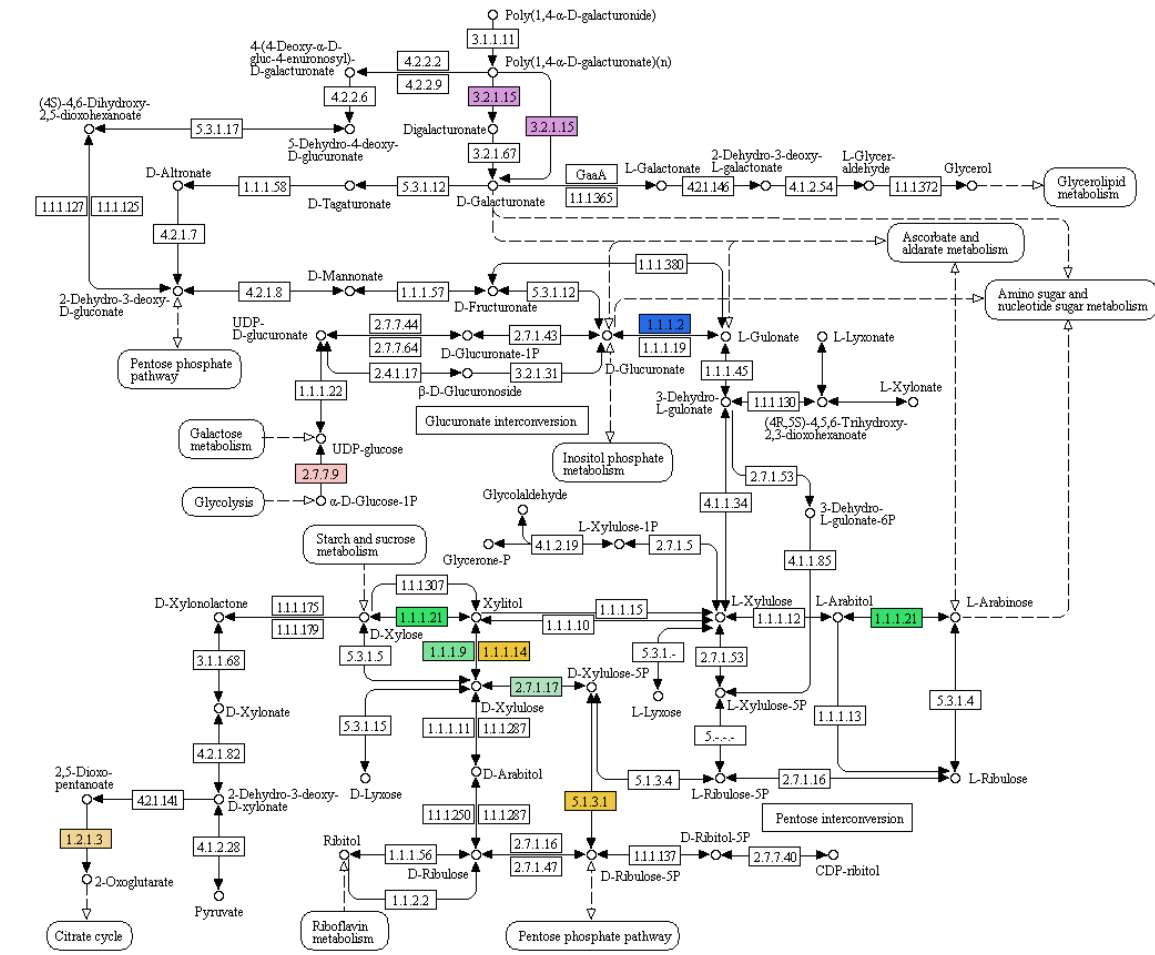 Poly(1,4-α-D-galacturonide)
3.1.1.11
4-(4-Deoxy-α-D-
gluc-4-enuronosyl)-
D-galacturonate
4.2.2.2
Poly(1,4-α-D-galacturonate)(n)
4.2.2.9
4.2.2.6
3.2.1.15
(4S)-4,6-Dihydroxy-
2,5-dioxohexanoate
5.3.1.17
Digalacturonate
3.2.1.15
5-Dehydro-4-deoxy-
D-glucuronate
3.2.1.67
D-Altronate
1.1.1.58
D-Tagaturonate
5.3.1.12
D-Galacturonate
GaaA
1.1.1.365
L-Galactonate
4.2.1.146
2-Dehydro-3-deoxy-
L-galactonate
4.1.2.54
L-Glycer-
aldehyde
1.1.1.372
Glycerol
Glycerolipid
metabolism
1.1.1.127
1.1.1.125
4.2.1.7
Ascorbate and
aldarate metabolism
1.1.1.380
2-Dehydro-3-deoxy-
D-gluconate
4.2.1.8
D-Mannonate
1.1.1.57
D-Fructuronate
5.3.1.12
Amino sugar and
nucleotide sugar metabolism
UDP-
D-glucuronate
2.7.7.44
2.7.7.64
D-Glucuronate-1P
2.7.1.43
1.1.1.2
1.1.1.19
L-Gulonate
L-Lyxonate
D-Glucuronate
Pentose phosphate
pathway
2.4.1.17
β-D-Glucuronoside
3.2.1.31
1.1.1.45
1.1.1.22
Glucuronate interconversion
3-Dehydro-
L-gulonate
1.1.1.130
L-Xylonate
(4R,5S)-4,5,6-Trihydroxy-
2,3-dioxohexanoate
Galactose
metabolism
UDP-glucose
Inositol phosphate
metabolism
2.7.7.9
2.7.1.53
Glycolysis
α-D-Glucose-1P
Glycolaldehyde
4.1.1.34
3-Dehydro-
L-gulonate-6P
Starch and sucrose
metabolism
Glycerone-P
4.1.2.19
L-Xylulose-1P
2.7.1.5
4.1.1.85
1.1.1.307
D-Xylonolactone
1.1.1.175
1.1.1.179
D-Xylose
1.1.1.21
Xylitol
1.1.1.15
1.1.1.10
L-Xylulose
1.1.1.12
L-Arabitol
1.1.1.21
L-Arabinose
3.1.1.68
5.3.1.5
1.1.1.9
1.1.1.14
5.3.1.-
2.7.1.53
D-Xylulose
2.7.1.17
D-Xylulose-5P
L-Lyxose
L-Xylulose-5P
5.3.1.4
D-Xylonate
5.3.1.15
1.1.1.11
1.1.1.287
1.1.1.13
5.-.-.-
4.2.1.82
2,5-Dioxo-
pentanoate
4.2.1.141
2-Dehydro-3-deoxy-
D-xylonate
D-Lyxose
D-Arabitol
5.1.3.4
L-Ribulose-5P
2.7.1.16
L-Ribulose
5.1.3.1
1.2.1.3
1.1.1.250
1.1.1.287
Pentose interconversion
4.1.2.28
Ribitol
1.1.1.56
D-Ribulose
2.7.1.16
2.7.1.47
D-Ribulose-5P
1.1.1.137
D-Ribitol-5P
2.7.7.40
CDP-ribitol
2-Oxoglutarate
Pyruvate
1.1.2.2
Citrate cycle
Riboflavin
metabolism
Pentose phosphate pathway